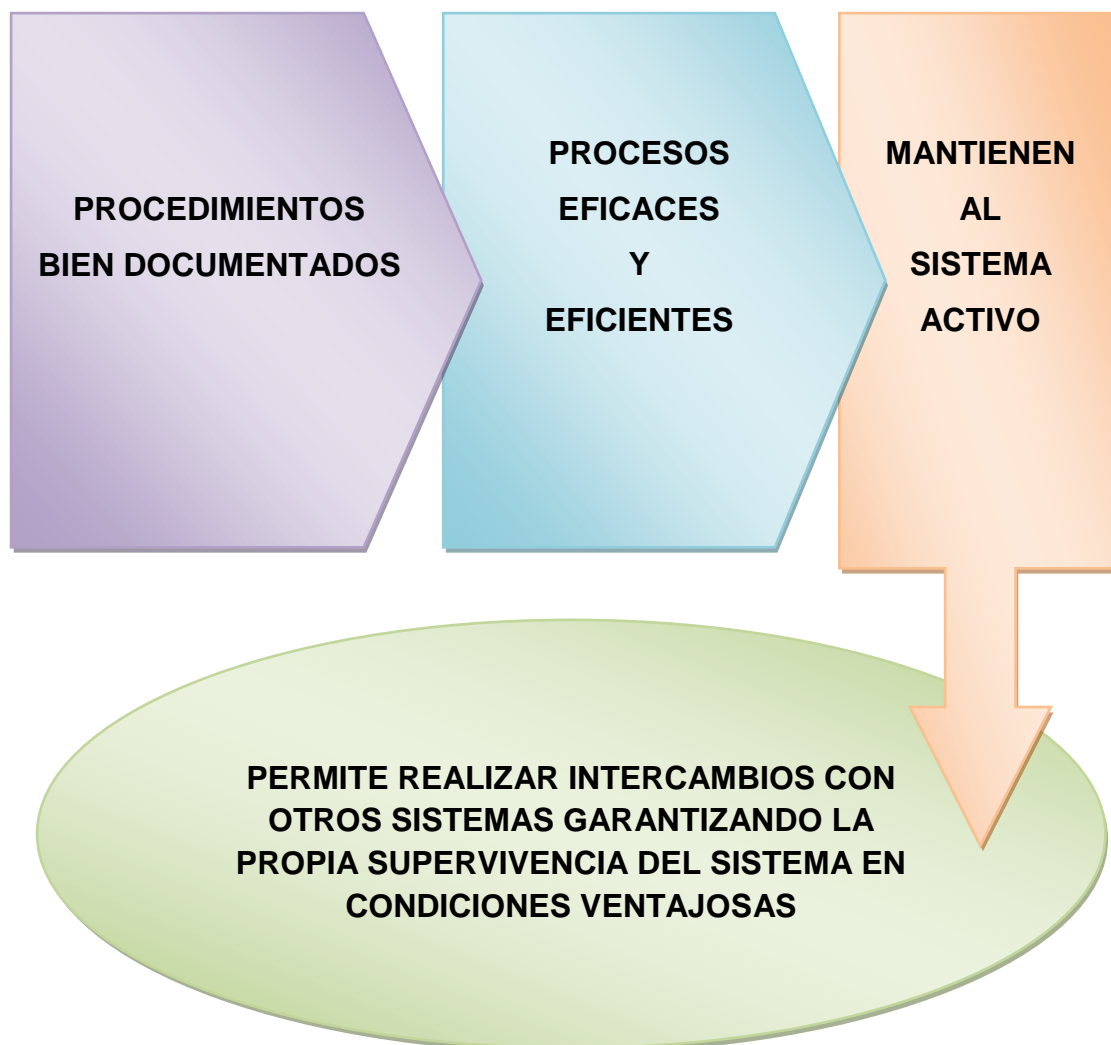 PROCEDIMIENTOS
BIEN DOCUMENTADOS
PROCESOS
EFICACES
Y
EFICIENTES
MANTIENEN
AL
SISTEMA
ACTIVO
PERMITE REALIZAR INTERCAMBIOS CON
OTROS SISTEMAS GARANTIZANDO LA
PROPIA SUPERVIVENCIA DEL SISTEMA EN
CONDICIONES VENTAJOSAS